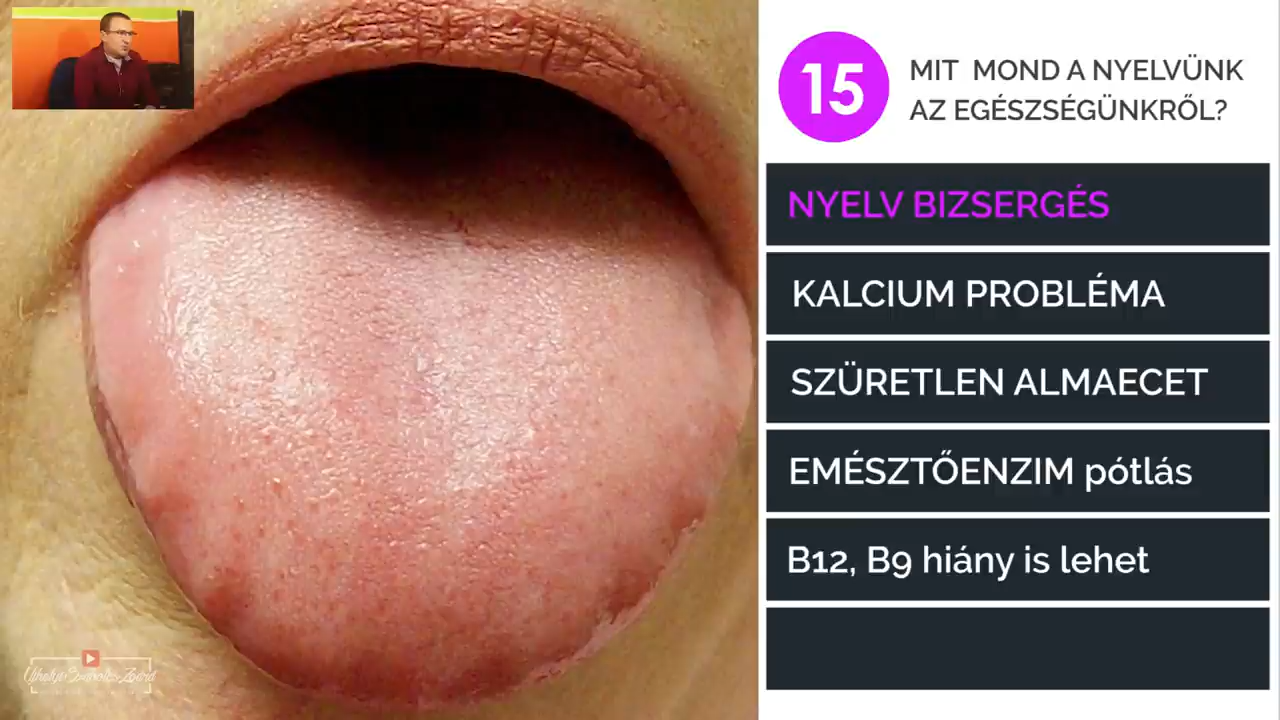 15
MIT MOND A NYELVÜNK
AZ EGÉSZSÉGÜNKRŐL?
NYELV BIZSERGÉS
KALCIUM PROBLÉMA
SZÜRETLEN ALMAECET
EMÉSZTŐENZIM pótlás
B12, B9 hiány is lehet